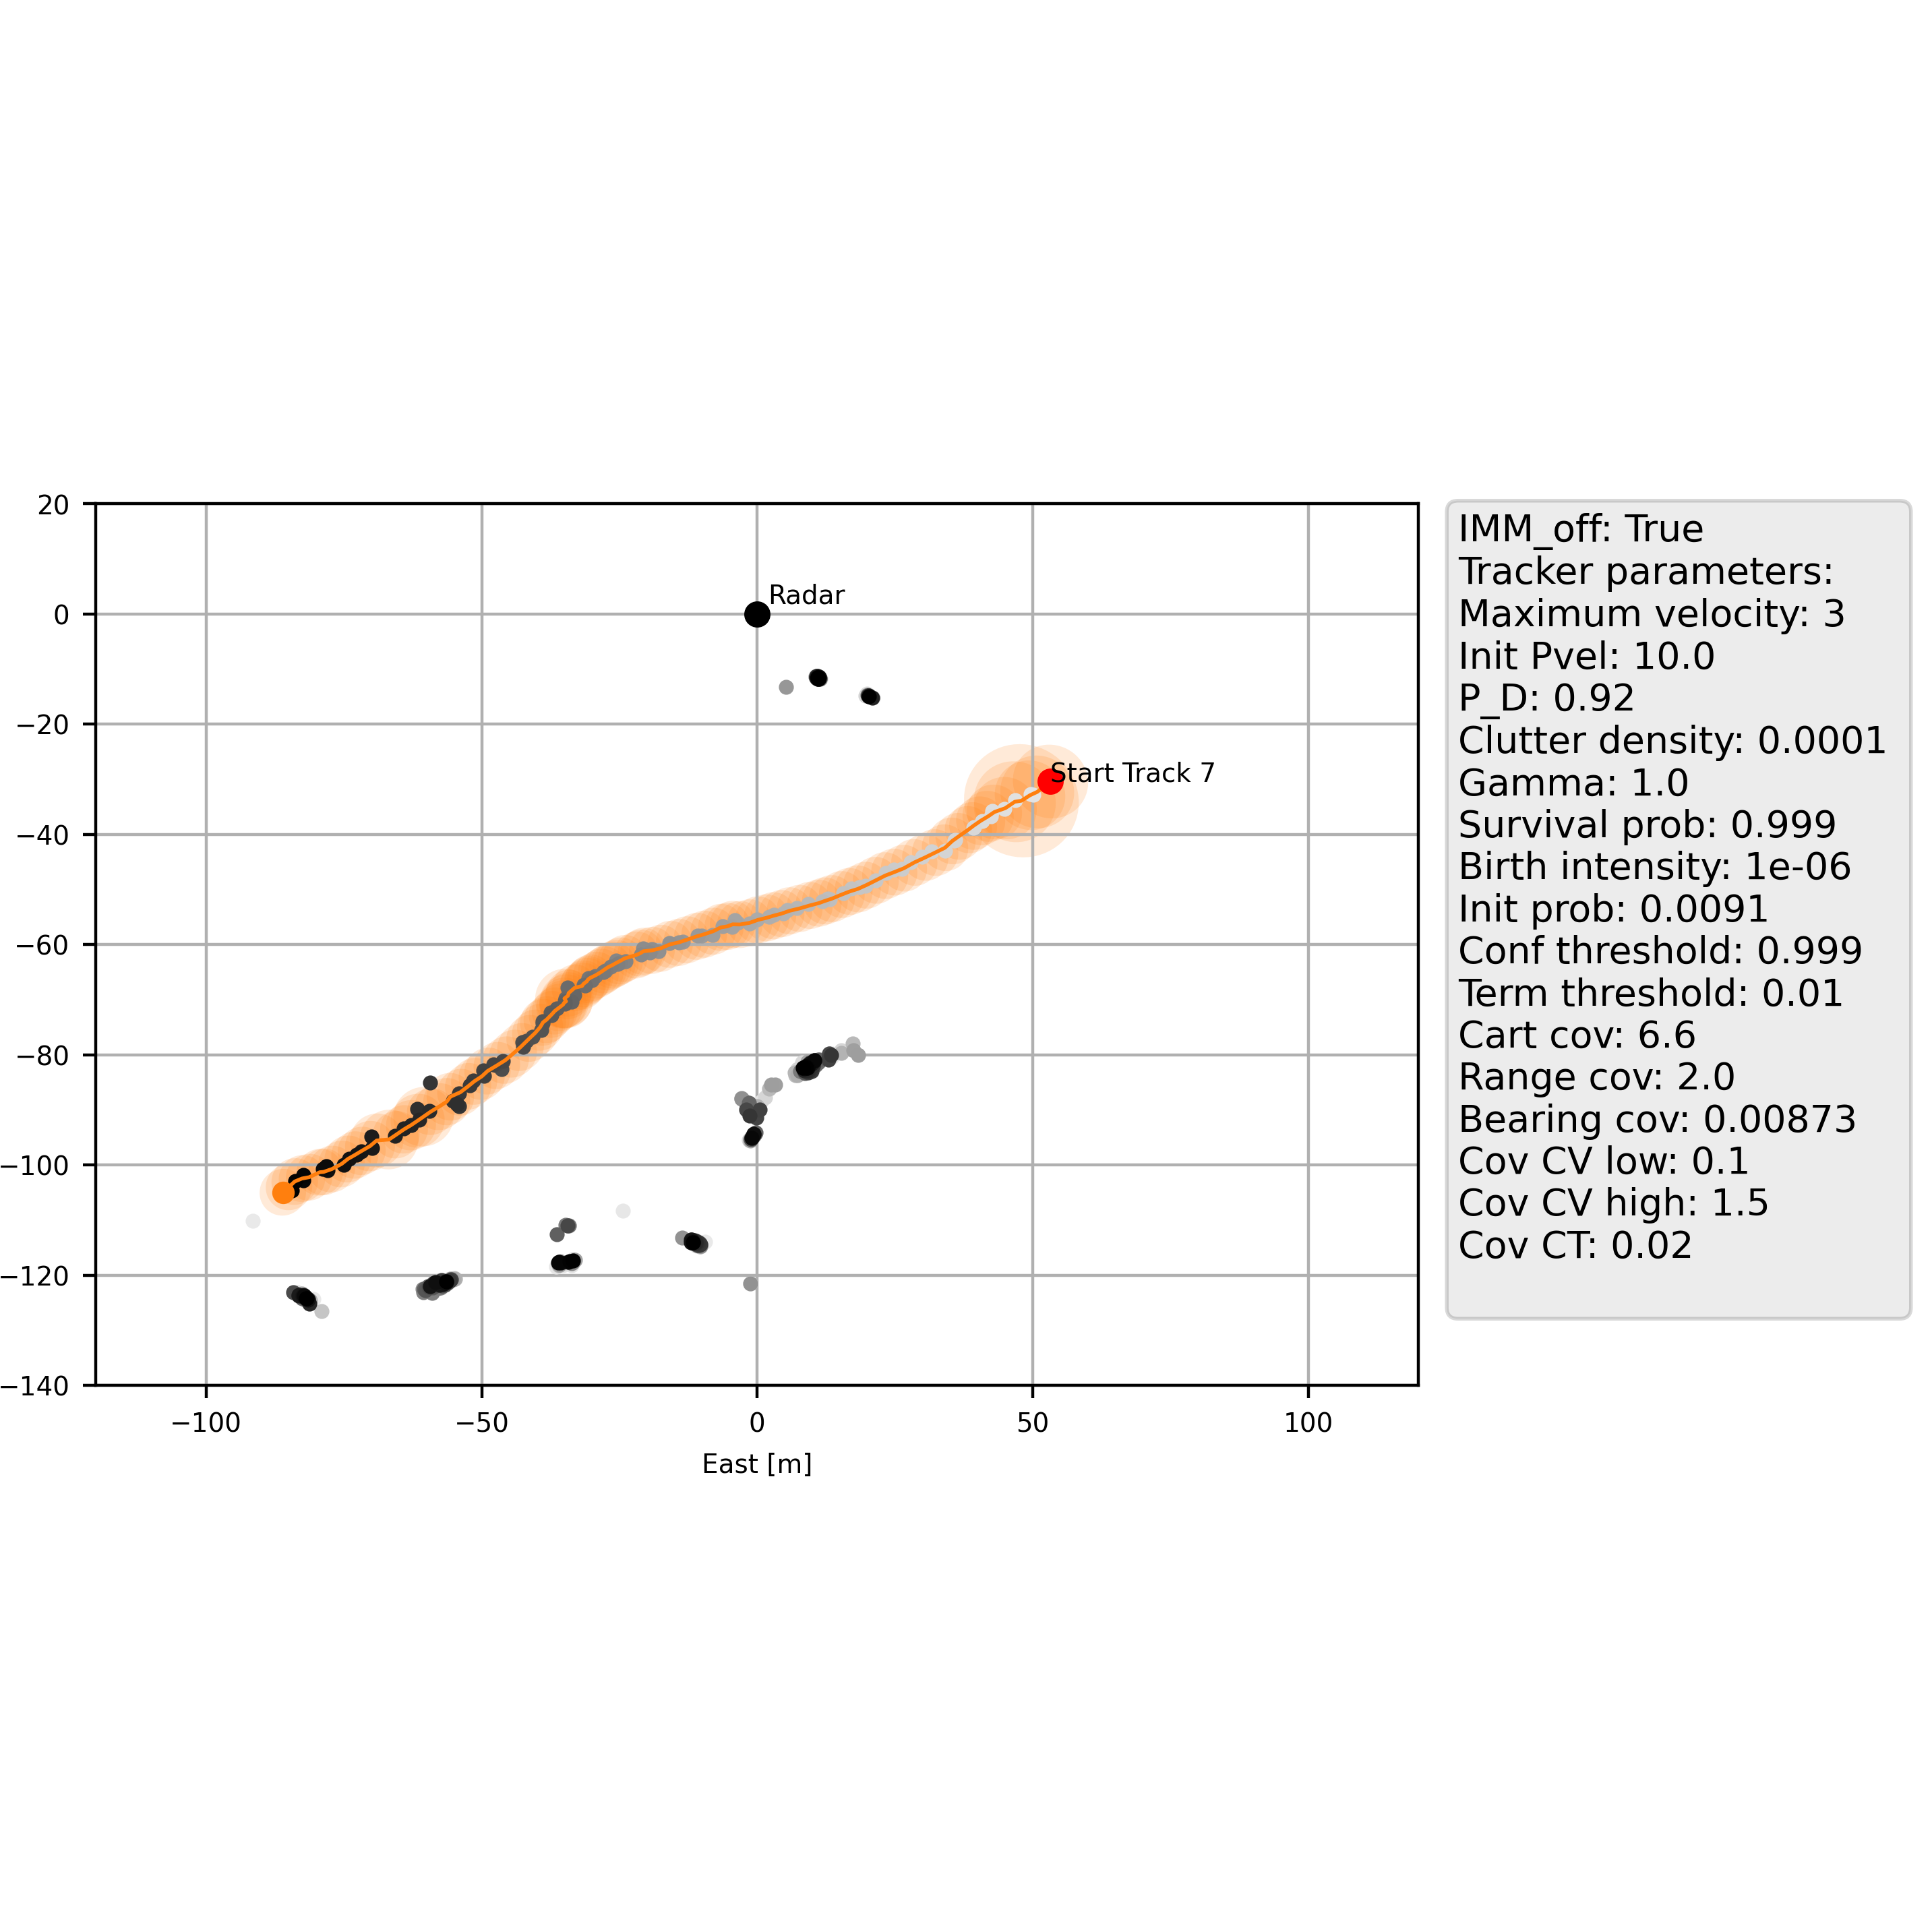 20
0
−20
−40
−60
−80
−100
−120
−140
−100
−50
0
50
100
East [m]
Radar
Start Track 7
IMM_off: True
Tracker parameters:
Maximum velocity: 3
Init Pvel: 10.0
P_D: 0.92
Clutter density: 0.0001
Gamma: 1.0
Survival prob: 0.999
Birth intensity: 1e-06
Init prob: 0.0091
Conf threshold: 0.999
Term threshold: 0.01
Cart cov: 6.6
Range cov: 2.0
Bearing cov: 0.00873
Cov CV low: 0.1
Cov CV high: 1.5
Cov CT: 0.02